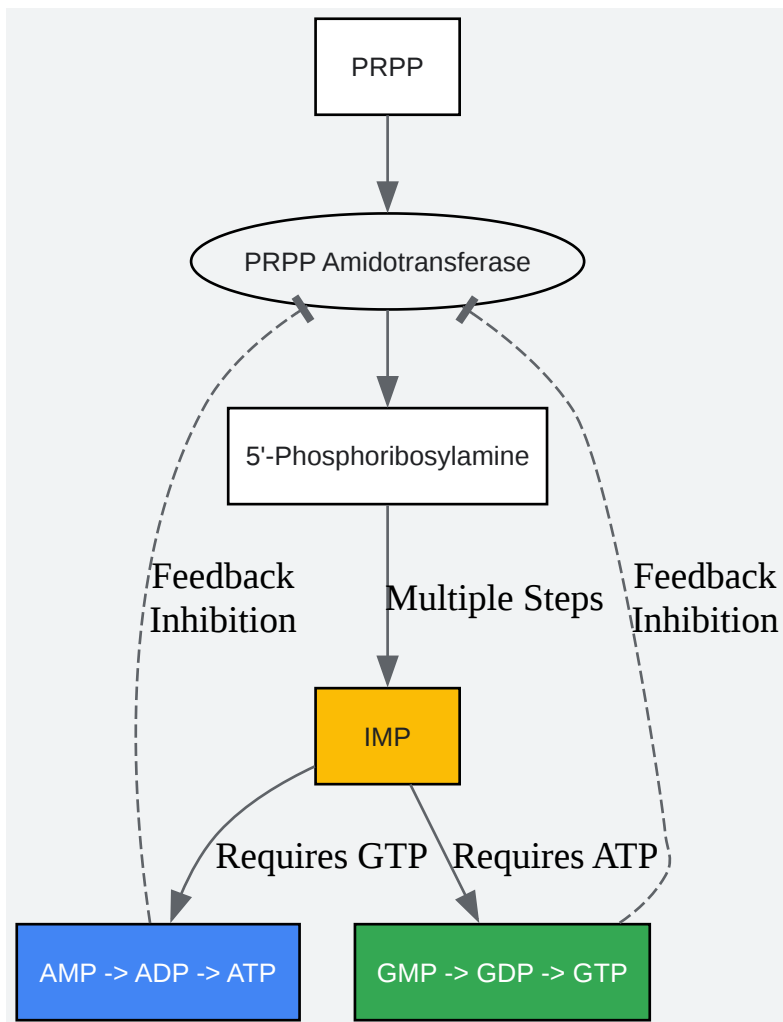 PRPP
PRPP Amidotransferase
5'-Phosphoribosylamine
Feedback
Inhibition
Multiple Steps
Feedback
Inhibition
IMP
Requires GTP
Requires ATP
AMP -> ADP -> ATP
GMP -> GDP -> GTP